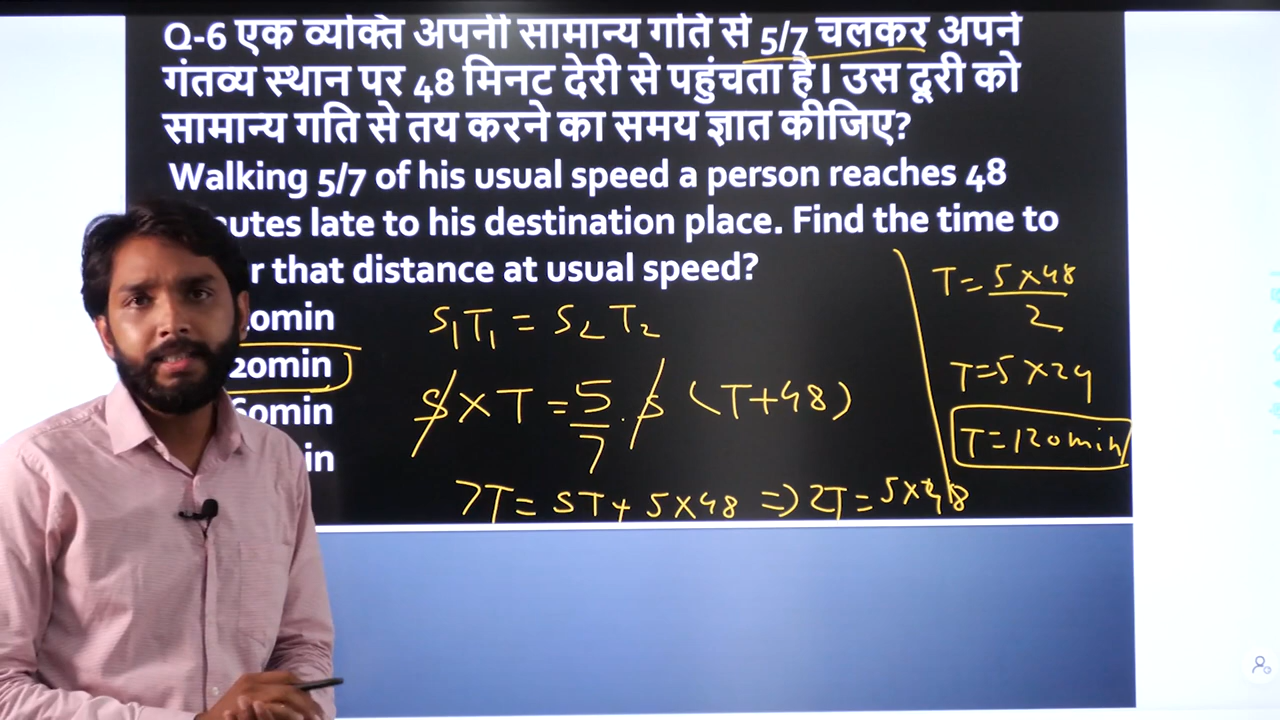 Q-6 एक व्यक्ति अपनी सामान्य गति से 5/7 चलकर अपने
गंतव्य स्थान पर 48 मिनट देरी से पहुंचता है। उस दूरी को
सामान्य गति से तय करने का समय ज्ञात कीजिए?
Walking 5/7 of his usual speed a person reaches 48
utes late to his destination place. Find the time to
r that distance at usual speed?
0min
20min
60min
in
S₁T₁ = S₂T₂
S×T = 5/7 . S (T+48)
7T = 5T + 5×48 => 2T = 5×48
T = 5×48/2
T=5×24
T=120min